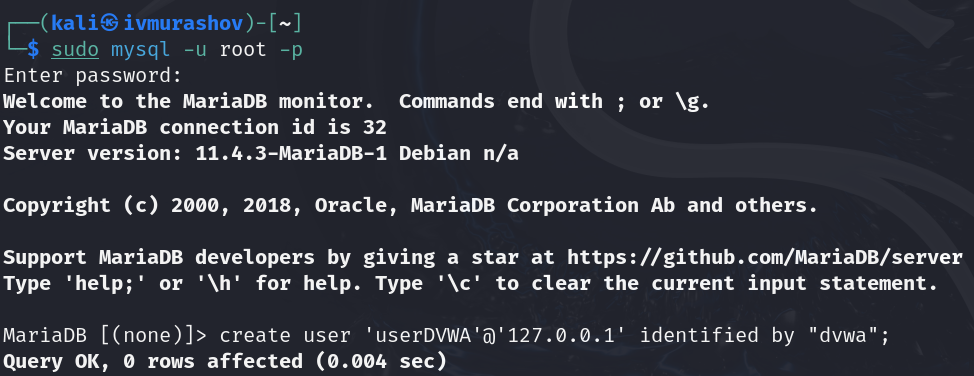 ┌──(kali㉿ivmurashov)-[~]
└─$ sudo mysql -u root -p
Enter password:
Welcome to the MariaDB monitor.  Commands end with ; or \g.
Your MariaDB connection id is 32
Server version: 11.4.3-MariaDB-1 Debian n/a

Copyright (c) 2000, 2018, Oracle, MariaDB Corporation Ab and others.

Support MariaDB developers by giving a star at https://github.com/MariaDB/server
Type 'help;' or '\h' for help. Type '\c' to clear the current input statement.

MariaDB [(none)]> create user 'userDVWA'@'127.0.0.1' identified by "dvwa";
Query OK, 0 rows affected (0.004 sec)